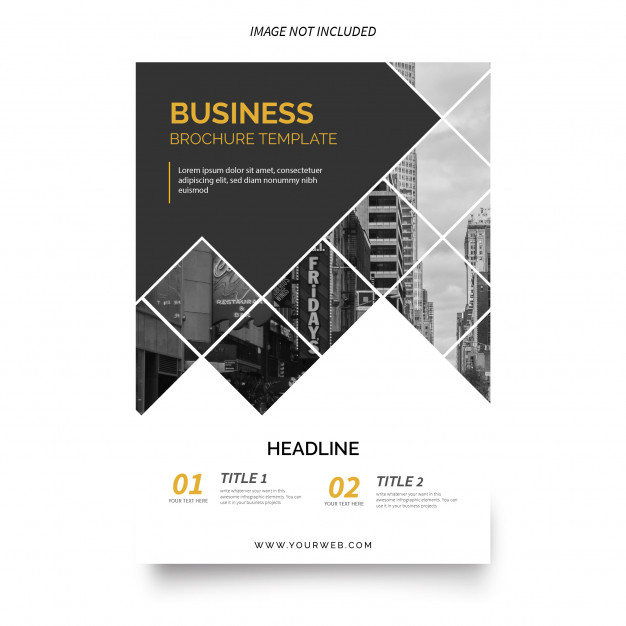 IMAGE NOT INCLUDED
BUSINESS
BROCHURE TEMPLATE
Lorem ipsum dolor sit amet, consectetuer
adipiscing elit, sed diam nonummy nibh
euismod
RESTAURANT
&
BAR
FRIDAYS
HEADLINE
01
YOUR TEXT HERE
TITLE 1
write whatever your want in this
awesome infographic elements. You can
use it in your business projects
02
YOUR TEXT HERE
TITLE 2
write whatever your want in this
awesome infographic elements. You can
use it in your business projects
WWW.YOURWEB.COM